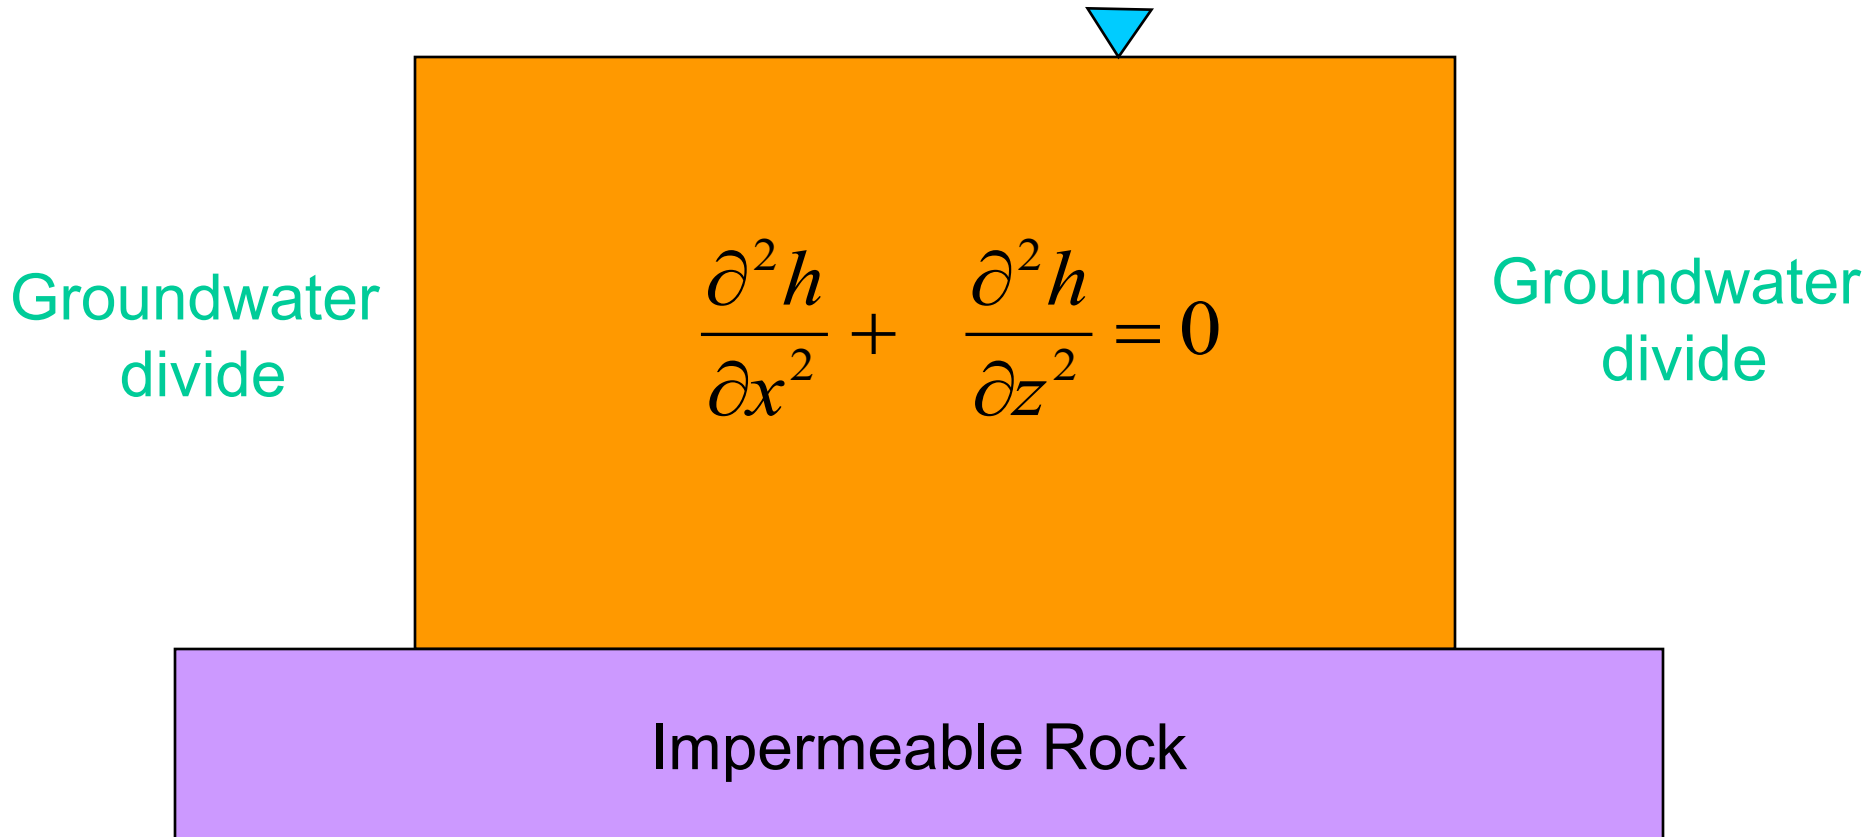 Groundwater
divide
∂²h/∂x² + ∂²h/∂z² = 0
Groundwater
divide
Impermeable Rock